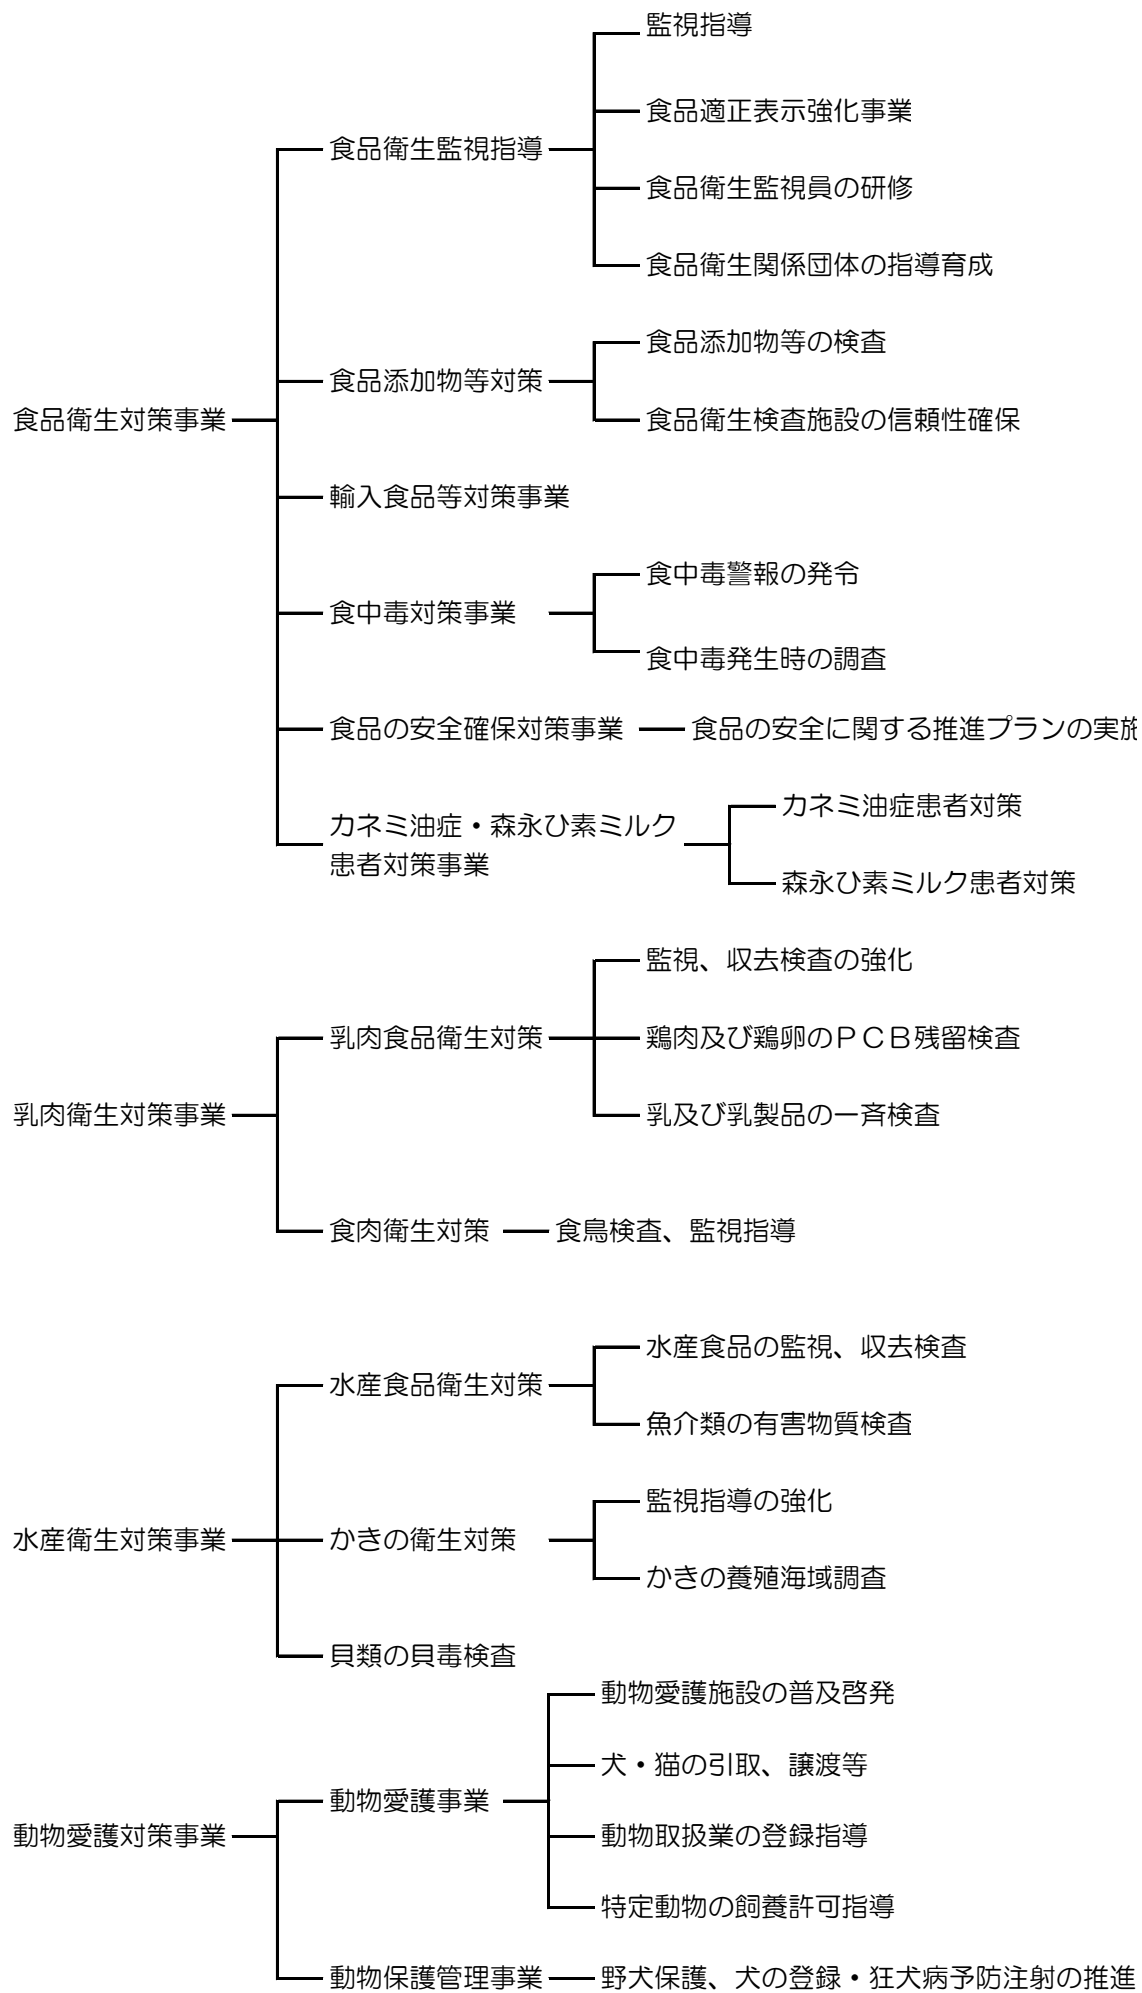 食品衛生対策事業
食品衛生監視指導
監視指導
食品適正表示強化事業
食品衛生監視員の研修
食品衛生関係団体の指導育成
食品添加物等対策
食品添加物等の検査
食品衛生検査施設の信頼性確保
輸入食品等対策事業
食中毒対策事業
食中毒警報の発令
食中毒発生時の調査
食品の安全確保対策事業
食品の安全に関する推進プランの実施
カネミ油症・森永ひ素ミルク
患者対策事業
カネミ油症患者対策
森永ひ素ミルク患者対策
乳肉衛生対策事業
乳肉食品衛生対策
監視、収去検査の強化
鶏肉及び鶏卵のＰＣＢ残留検査
乳及び乳製品の一斉検査
食肉衛生対策
食鳥検査、監視指導
水産衛生対策事業
水産食品衛生対策
水産食品の監視、収去検査
魚介類の有害物質検査
かきの衛生対策
監視指導の強化
かきの養殖海域調査
貝類の貝毒検査
動物愛護対策事業
動物愛護事業
動物愛護施設の普及啓発
犬・猫の引取、譲渡等
動物取扱業の登録指導
特定動物の飼養許可指導
動物保護管理事業
野犬保護、犬の登録・狂犬病予防注射の推進